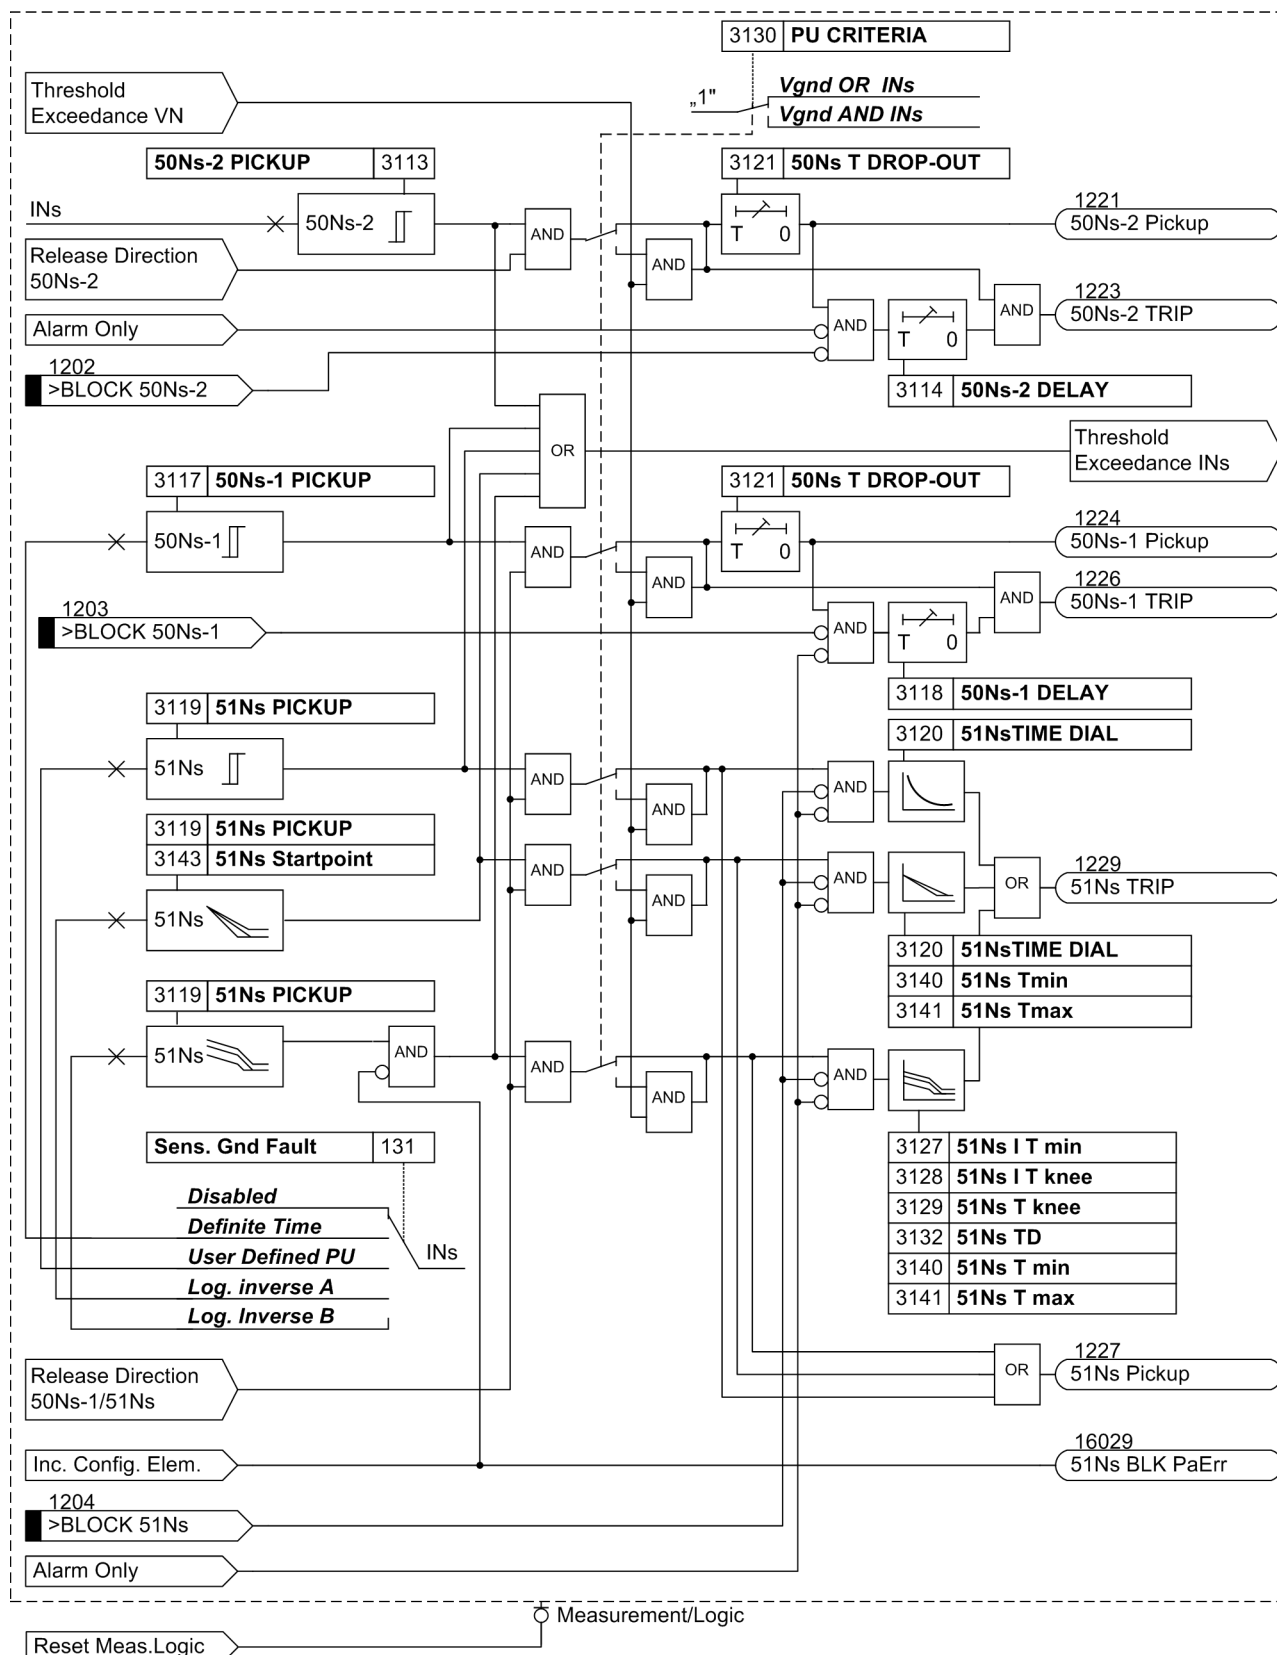 3130 PU CRITERIA
Threshold
Exceedance VN
„1"
Vgnd OR INs
Vgnd AND INs
50Ns-2 PICKUP 3113
3121 50Ns T DROP-OUT
INs
50Ns-2
AND
T 0
1221
50Ns-2 Pickup
Release Direction
50Ns-2
AND
1223
50Ns-2 TRIP
AND
Alarm Only
AND
T 0
1202
>BLOCK 50Ns-2
3114 50Ns-2 DELAY
OR
Threshold
Exceedance INs
3117 50Ns-1 PICKUP
3121 50Ns T DROP-OUT
50Ns-1
AND
T 0
1224
50Ns-1 Pickup
AND
1226
50Ns-1 TRIP
AND
1203
>BLOCK 50Ns-1
AND
T 0
3118 50Ns-1 DELAY
3119 51Ns PICKUP
3120 51NsTIME DIAL
51Ns
AND
AND
AND
3119 51Ns PICKUP
3143 51Ns Startpoint
AND
AND
OR
1229
51Ns TRIP
51Ns
AND
3120 51NsTIME DIAL
3140 51Ns Tmin
3141 51Ns Tmax
3119 51Ns PICKUP
51Ns
AND
AND
AND
AND
Sens. Gnd Fault 131
Disabled
Definite Time
User Defined PU
Log. inverse A
Log. Inverse B
INs
3127 51Ns I T min
3128 51Ns I T knee
3129 51Ns T knee
3132 51Ns TD
3140 51Ns T min
3141 51Ns T max
Release Direction
50Ns-1/51Ns
OR
1227
51Ns Pickup
Inc. Config. Elem.
16029
51Ns BLK PaErr
1204
>BLOCK 51Ns
Alarm Only
Measurement/Logic
Reset Meas.Logic